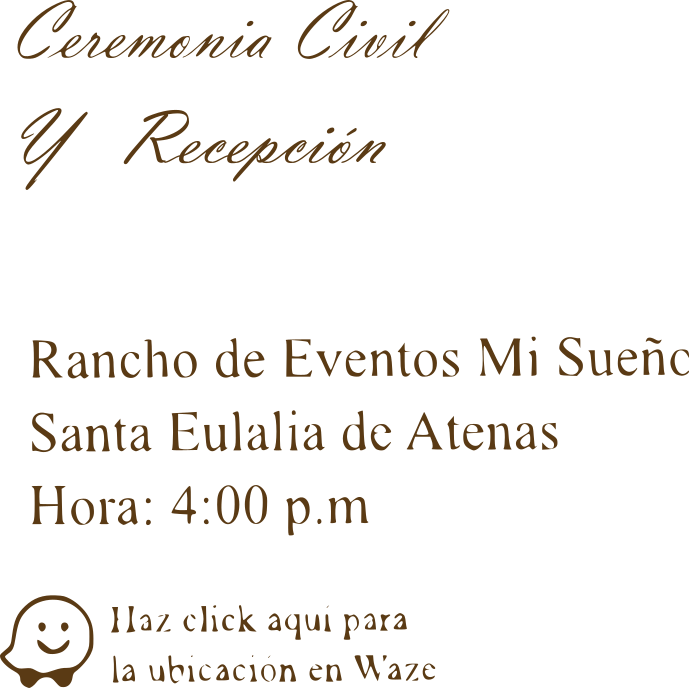 Ceremonia Civil
Y Recepción
Rancho de Eventos Mi Sueño
Santa Eulalia de Atenas
Hora: 4:00 p.m
Haz click aquí para
la ubicación en Waze